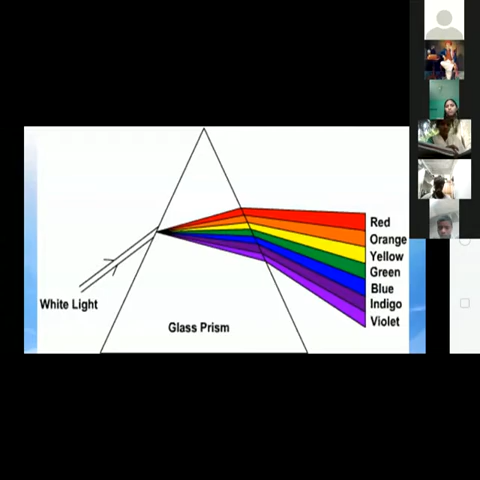 Red
Orange
Yellow
Green
Blue
Indigo
Violet
White Light
Glass Prism